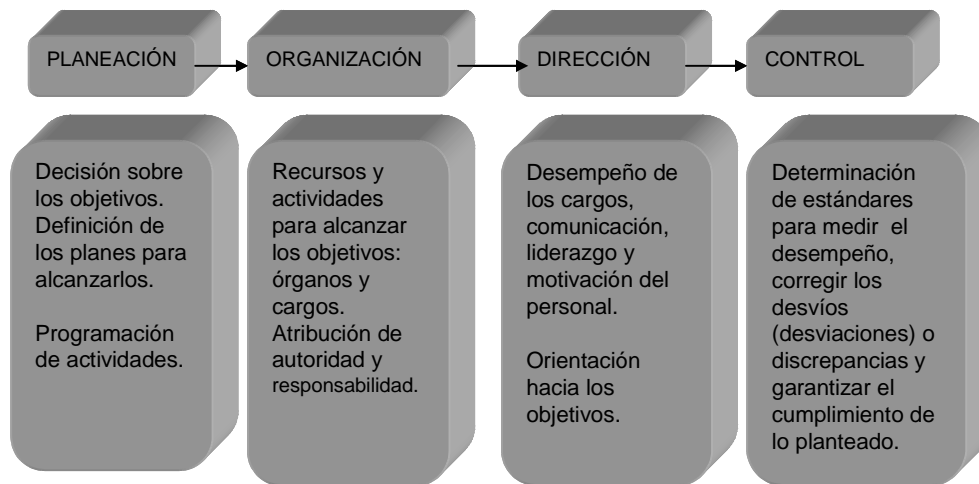 PLANEACIÓN
ORGANIZACIÓN
DIRECCIÓN
CONTROL
Decisión sobre
los objetivos.
Definición de
los planes para
alcanzarlos.
Programación
de actividades.
Recursos y
actividades
para alcanzar
los objetivos:
órganos y
cargos.
Atribución de
autoridad y
responsabilidad.
Desempeño de
los cargos,
comunicación,
liderazgo y
motivación del
personal.
Orientación
hacia los
objetivos.
Determinación
de estándares
para medir el
desempeño,
corregir los
desvíos
(desviaciones) o
discrepancias y
garantizar el
cumplimiento de
lo planteado.